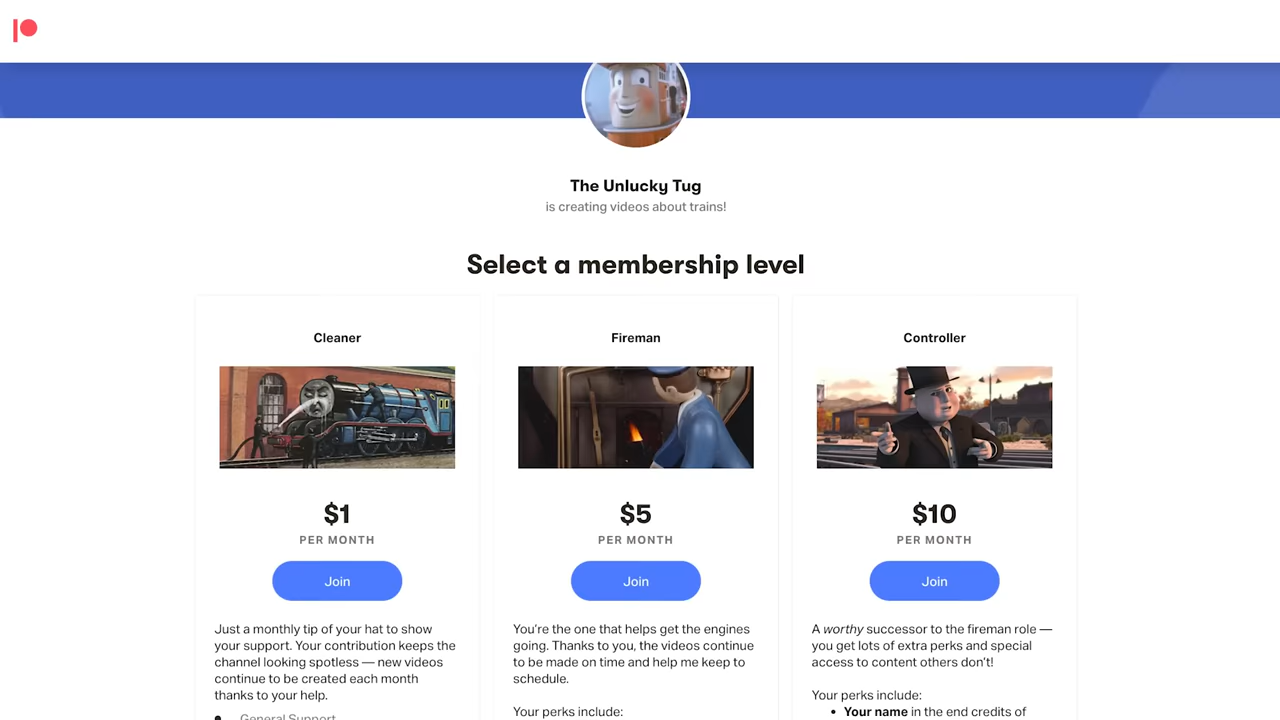 The Unlucky Tug
is creating videos about trains!
Select a membership level
Cleaner
$1
PER MONTH
Join
Just a monthly tip of your hat to show
your support. Your contribution keeps the
channel looking spotless — new videos
continue to be created each month
thanks to your help.
General Support
Fireman
$5
PER MONTH
Join
You're the one that helps get the engines
going. Thanks to you, the videos continue
to be made on time and help me keep to
schedule.
Your perks include:
Controller
$10
PER MONTH
Join
A worthy successor to the fireman role —
you get lots of extra perks and special
access to content others don't!
Your perks include:
• Your name in the end credits of